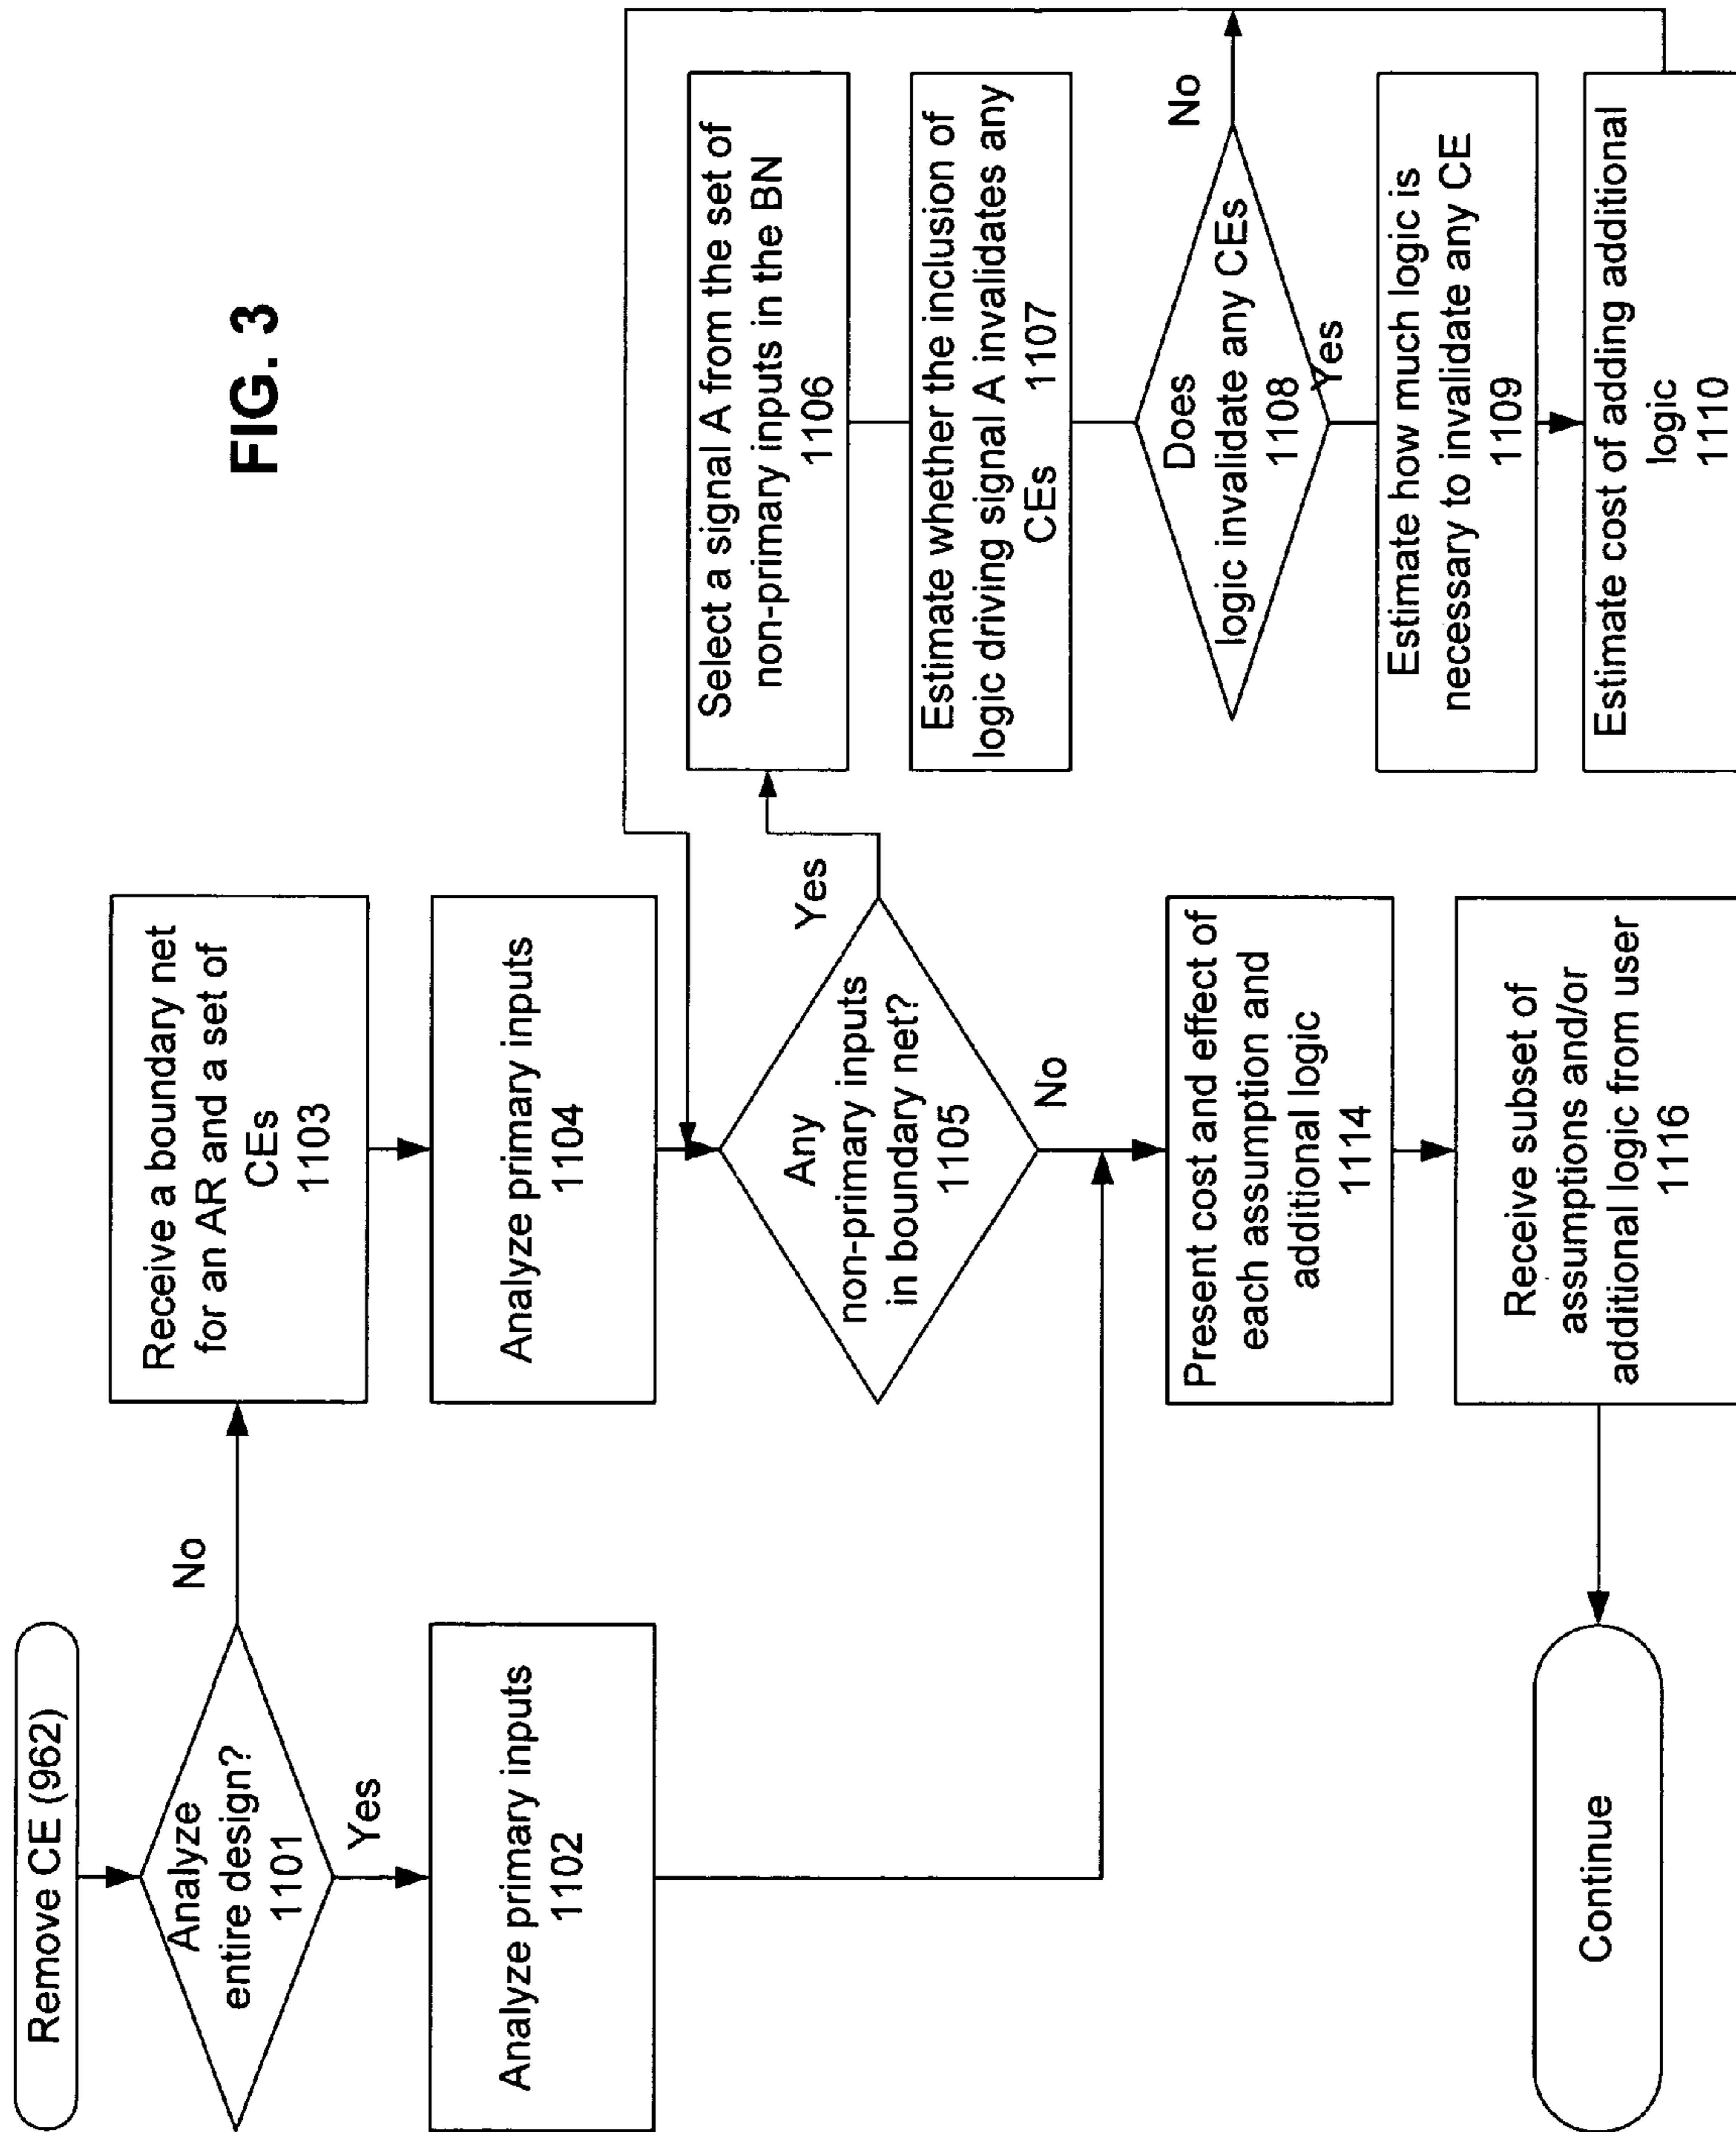 FIG. 3
Remove CE (962)
Analyze
entire design?
1101
No
Yes
Analyze primary inputs
1102
Receive a boundary net
for an AR and a set of
CEs
1103
Analyze primary inputs
1104
Any
non-primary inputs
in boundary net?
1105
Yes
No
Select a signal A from the set of
non-primary inputs in the BN
1106
Estimate whether the inclusion of
logic driving signal A invalidates any
CEs 1107
Does
logic invalidate any CEs
1108
No
Yes
Estimate how much logic is
necessary to invalidate any CE
1109
Estimate cost of adding additional
logic
1110
Present cost and effect of
each assumption and
additional logic
1114
Receive subset of
assumptions and/or
additional logic from user
1116
Continue